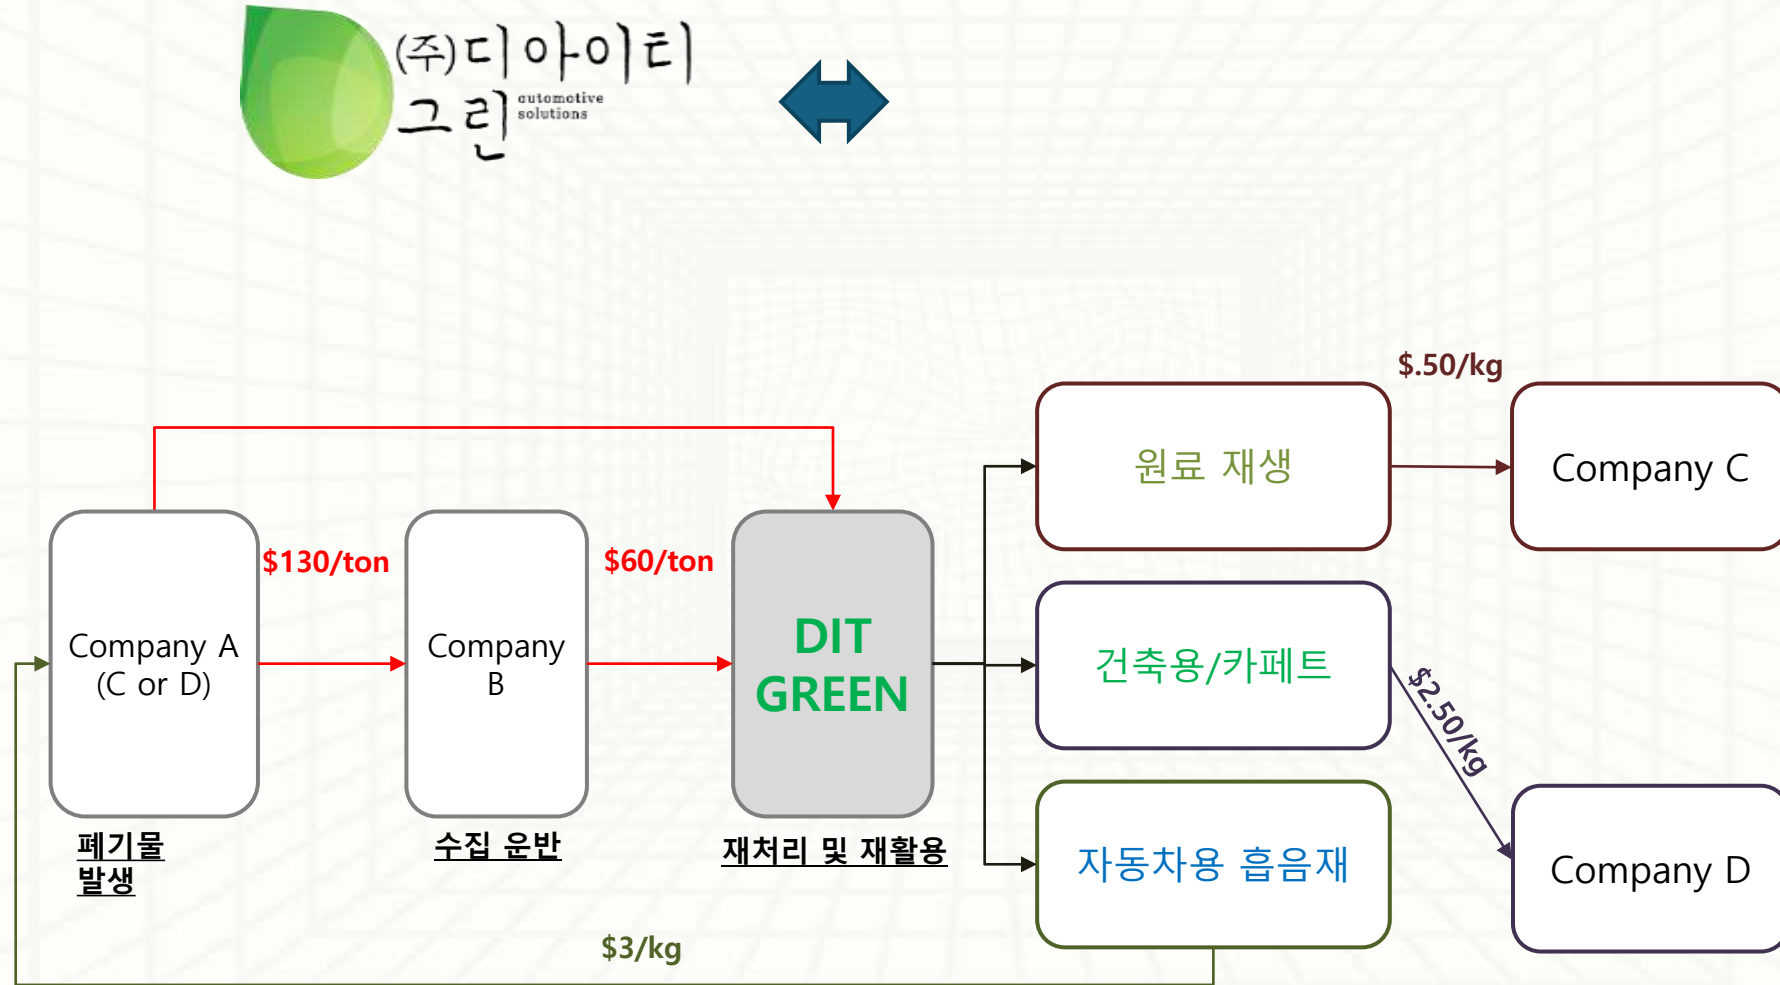 (주)디아이티
그린 automotive
solutions
$.50/kg
원료 재생
Company C
$130/ton
$60/ton
Company A
(C or D)
Company
B
DIT
GREEN
건축용/카페트
$2.50/kg
폐기물
발생
수집 운반
재처리 및 재활용
자동차용 흡음재
Company D
$3/kg